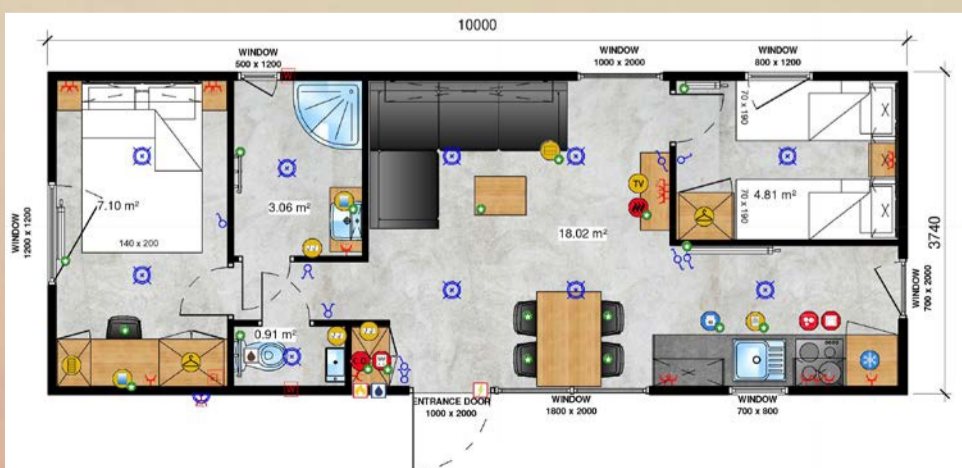 10000
WINDOW
500 x 1200
WINDOW
1000 x 2000
WINDOW
800 x 1200
70 x 190
TV
7.10 m²
3.06 m²
18.02 m²
4.81 m²
70 x 190
3740
WINDOW
1200 x 1200
140 x 200
WINDOW
700 x 2000
0.91 m²
ENTRANCE DOOR
1000 x 2000
WINDOW
1800 x 2000
WINDOW
700 x 800